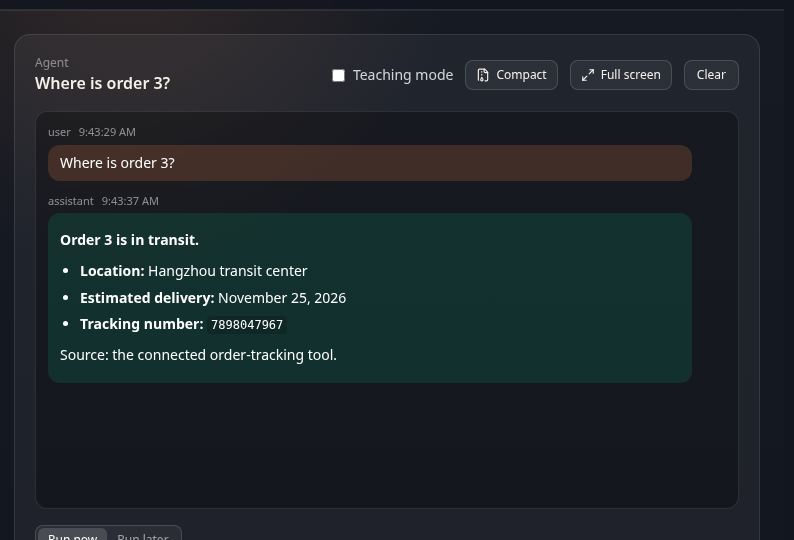 Agent
Where is order 3?
Teaching mode
Compact
Full screen
Clear
user 9:43:29 AM
Where is order 3?
assistant 9:43:37 AM
Order 3 is in transit.
• Location: Hangzhou transit center
• Estimated delivery: November 25, 2026
• Tracking number: 7898047967
Source: the connected order-tracking tool.
Run now
Run later